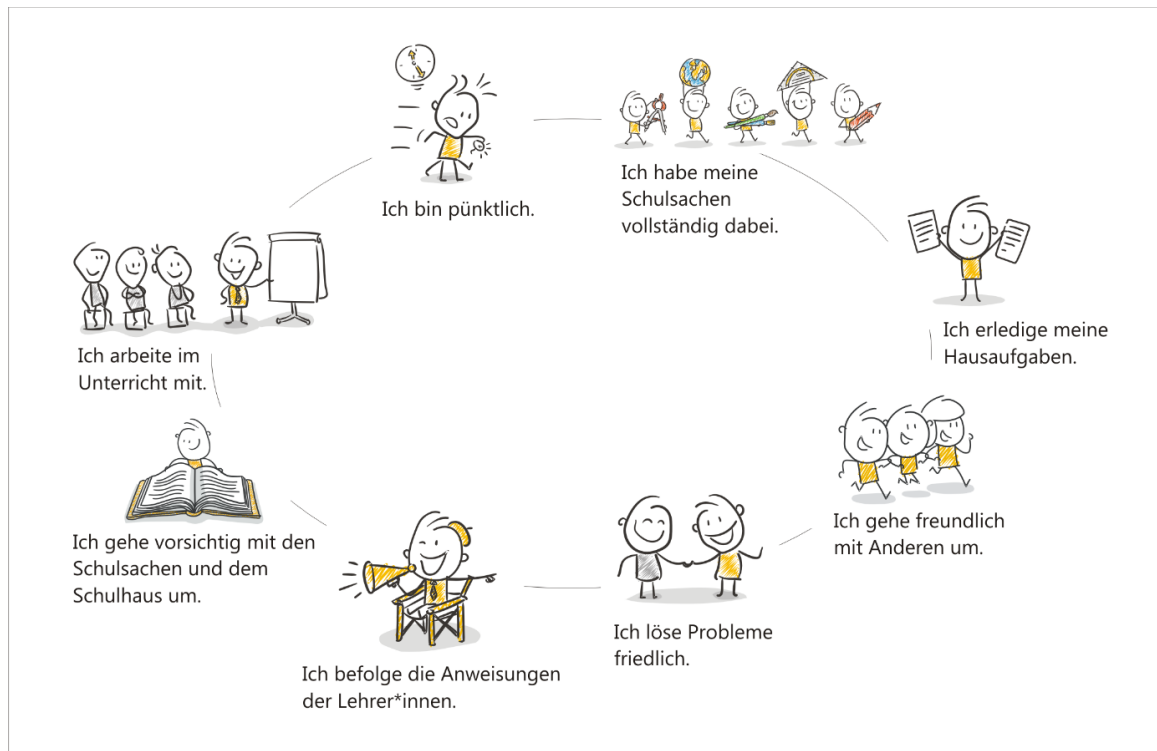 Ich bin pünktlich.
Ich habe meine
Schulsachen
vollständig dabei.
Ich erledige meine
Hausaufgaben.
Ich gehe freundlich
mit Anderen um.
Ich löse Probleme
friedlich.
Ich befolge die Anweisungen
der Lehrer*innen.
Ich gehe vorsichtig mit den
Schulsachen und dem
Schulhaus um.
Ich arbeite im
Unterricht mit.